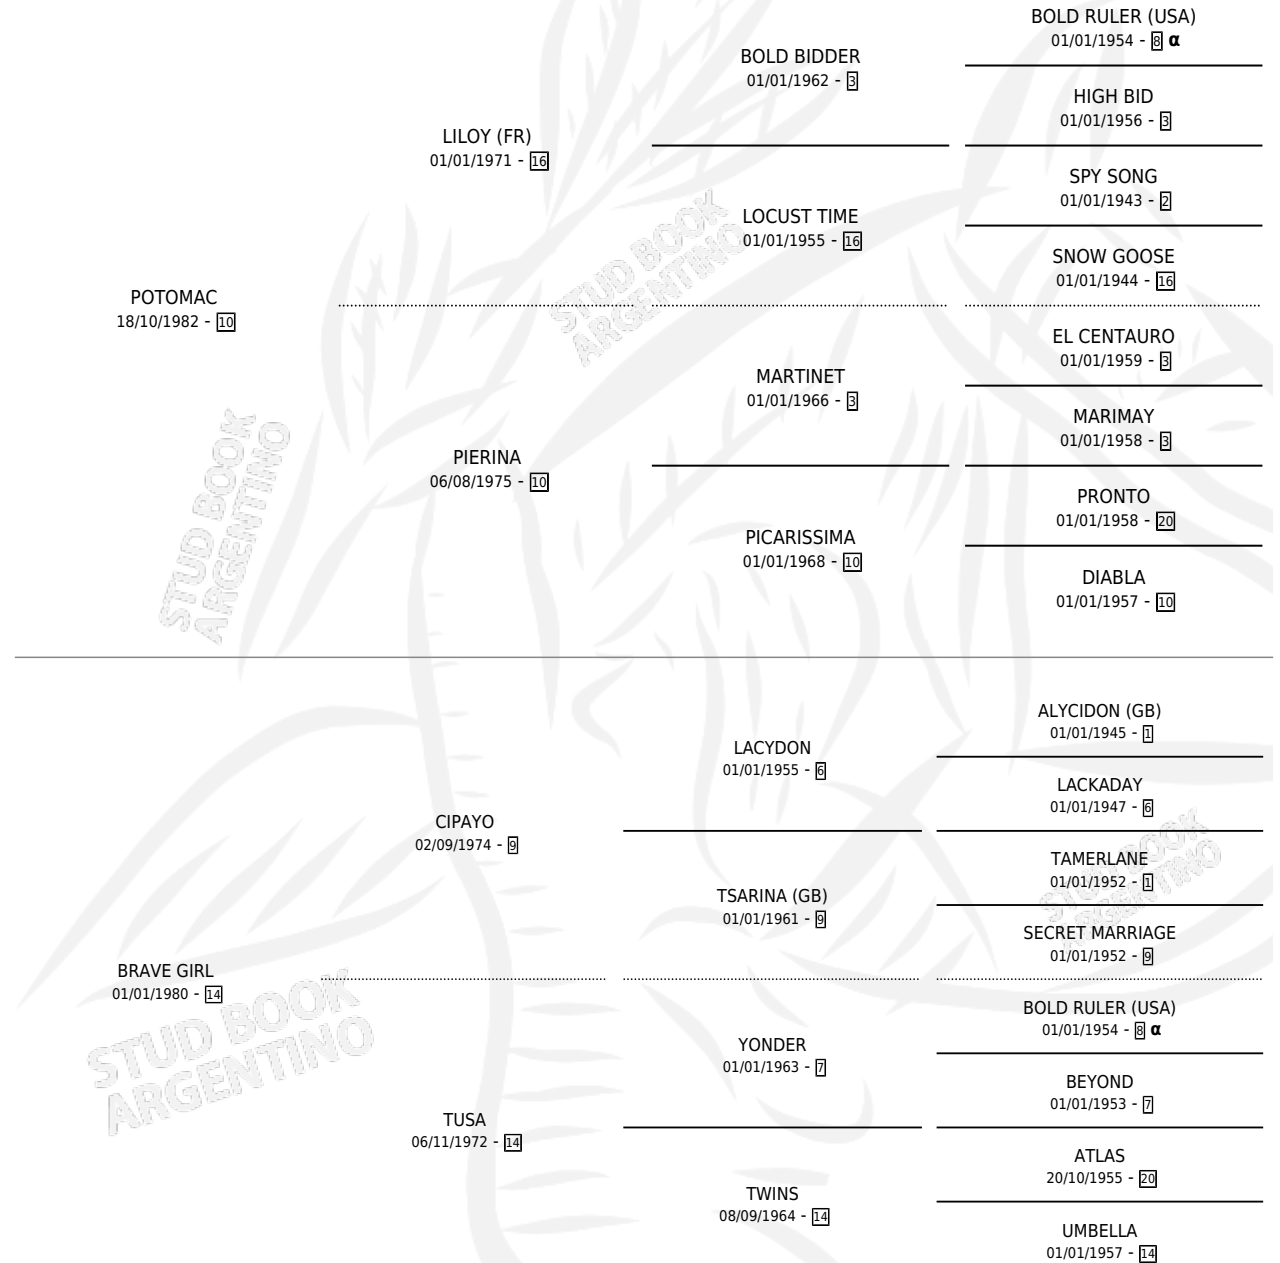 BOLD RULER (USA)
01/01/1954 - 8 α
BOLD BIDDER
01/01/1962 - 3
HIGH BID
01/01/1956 - 3
LILOY (FR)
01/01/1971 - 16
SPY SONG
01/01/1943 - 2
LOCUST TIME
01/01/1955 - 16
SNOW GOOSE
01/01/1944 - 16
STUD BOOK
ARGENTINO
POTOMAC
18/10/1982 - 10
EL CENTAURO
01/01/1959 - 3
MARTINET
01/01/1966 - 3
MARIMAY
01/01/1958 - 3
PIERINA
06/08/1975 - 10
PRONTO
01/01/1958 - 20
PICARISSIMA
01/01/1968 - 10
DIABLA
01/01/1957 - 10
STUD BOOK
ARGENTINO
ALYCIDON (GB)
01/01/1945 - 1
LACYDON
01/01/1955 - 6
LACKADAY
01/01/1947 - 6
CIPAYO
02/09/1974 - 9
TAMERLANE
01/01/1952 - 1
TSARINA (GB)
01/01/1961 - 9
STUD BOOK
ARGENTINO
SECRET MARRIAGE
01/01/1952 - 9
BRAVE GIRL
01/01/1980 - 14
BOLD RULER (USA)
01/01/1954 - 8 α
YONDER
01/01/1963 - 7
STUD BOOK
ARGENTINO
BEYOND
01/01/1953 - 7
TUSA
06/11/1972 - 14
ATLAS
20/10/1955 - 20
TWINS
08/09/1964 - 14
UMBELLA
01/01/1957 - 14